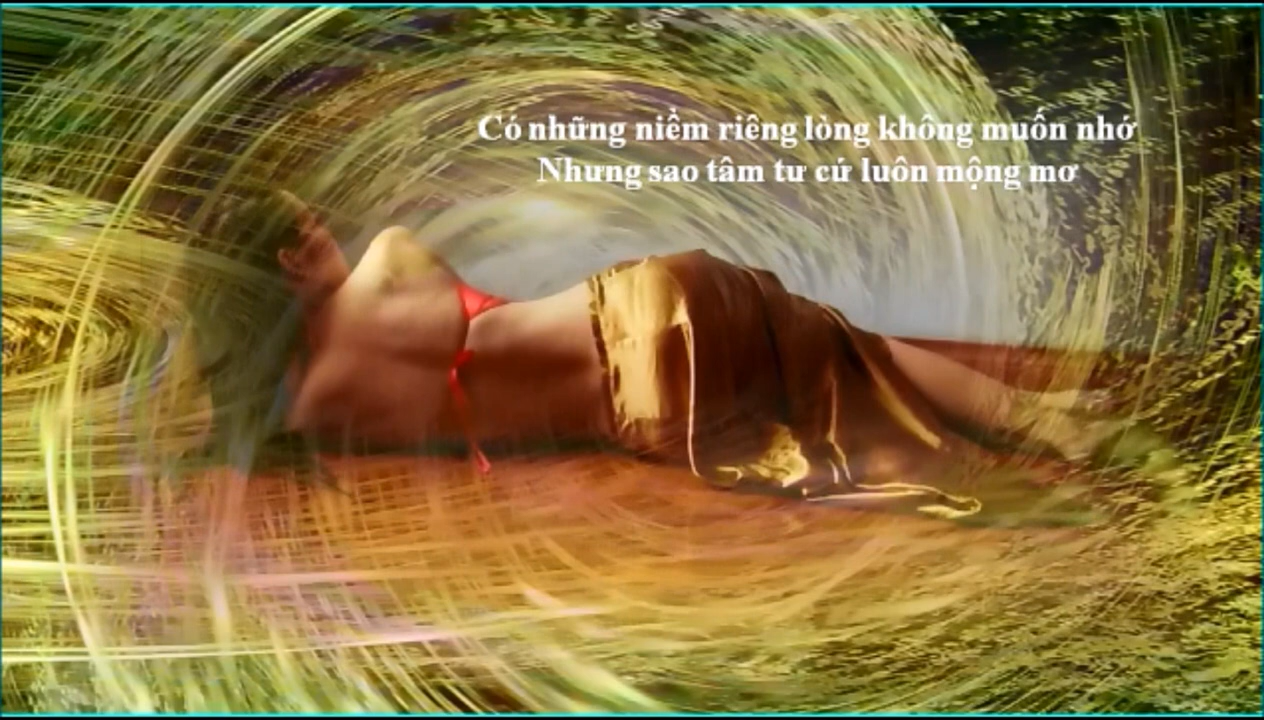 Có những niềm riêng lòng không muốn nhớ
Nhưng sao tâm tư cứ luôn mộng mơ